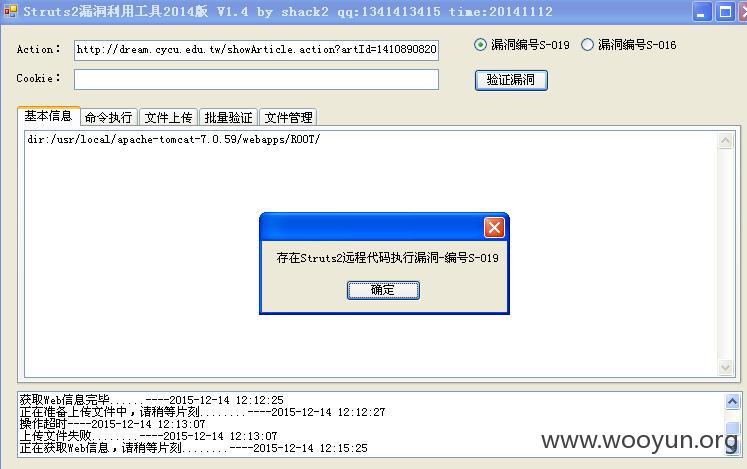 Struts2漏洞利用工具2014版 V1.4 by shack2 qq:1341413415 time:20141112
Action： http://dream.cycu.edu.tw/showArticle.action?artId=1410890820 漏洞编号S-019 漏洞编号S-016
Cookie： 验证漏洞
基本信息 命令执行 文件上传 批量验证 文件管理
dir:/usr/local/apache-tomcat-7.0.59/webapps/ROOT/
存在Struts2远程代码执行漏洞-编号S-019
确定
获取Web信息完毕......----2015-12-14 12:12:25
正在准备上传文件中，请稍等片刻........----2015-12-14 12:12:27
操作超时----2015-12-14 12:13:07
上传文件失败........----2015-12-14 12:13:07
正在获取Web信息，请稍等片刻........----2015-12-14 12:15:25
www.wooyun.org